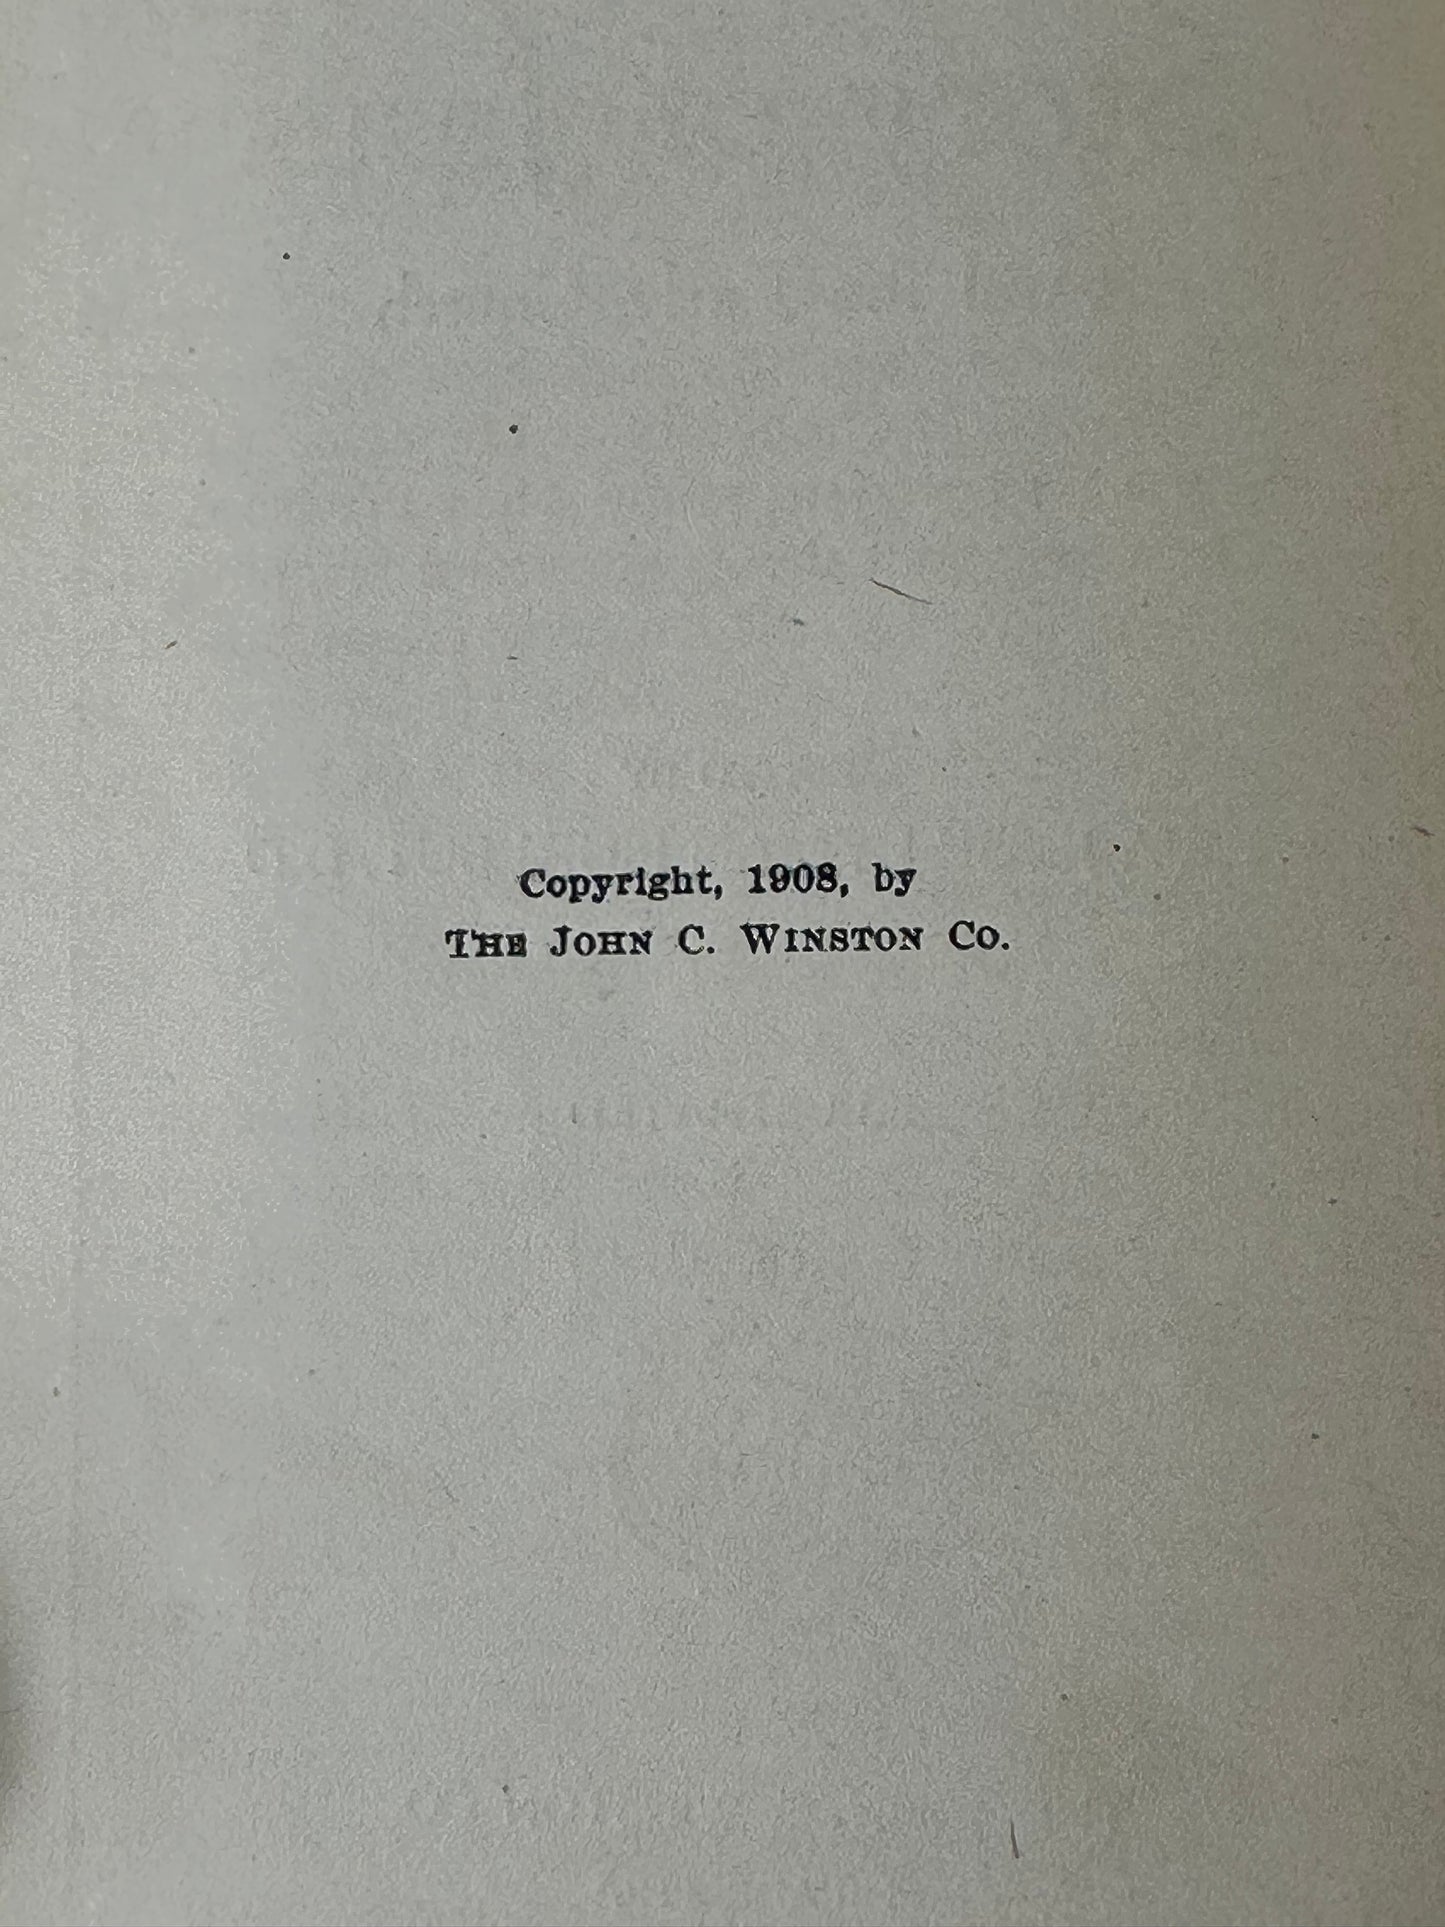 Copyright, 1908, by
THE JOHN C. WINSTON CO.